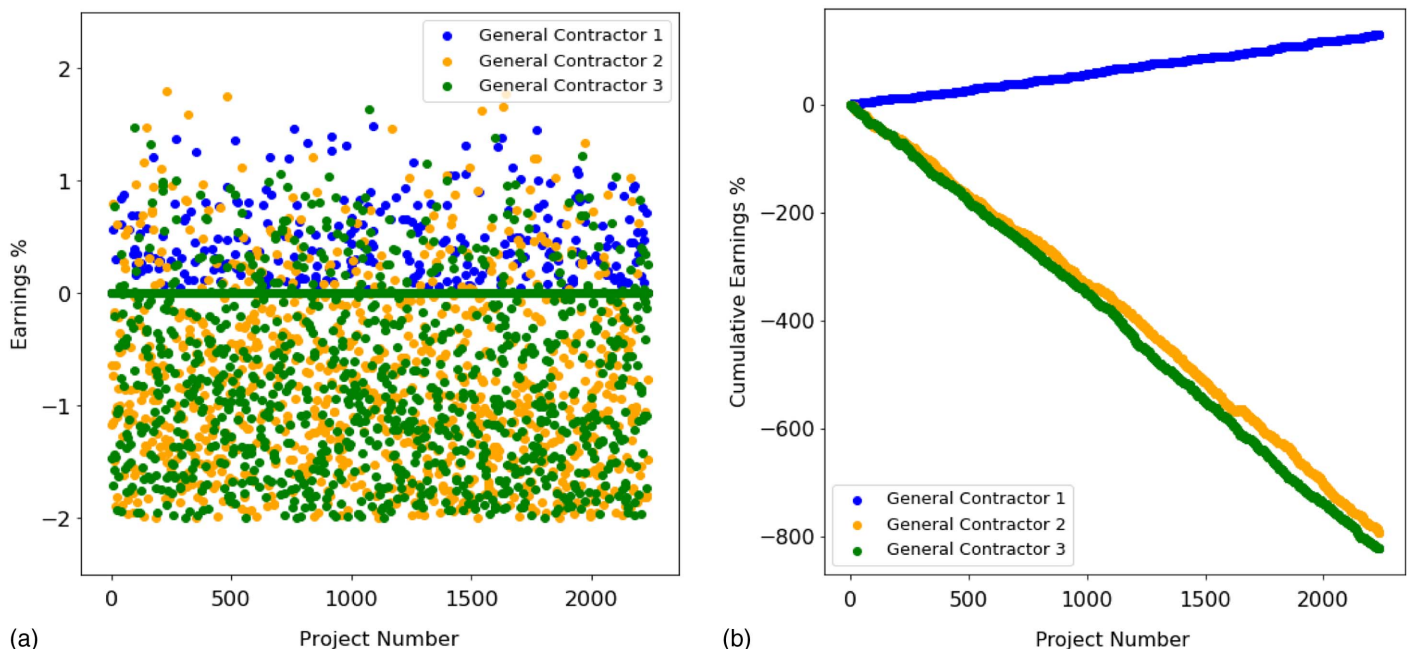 General Contractor 1
General Contractor 2
General Contractor 3
2
1
0
−1
−2
Earnings %
0
500
1000
1500
2000
Project Number
(a)
0
−200
−400
−600
−800
Cumulative Earnings %
General Contractor 1
General Contractor 2
General Contractor 3
0
500
1000
1500
2000
Project Number
(b)